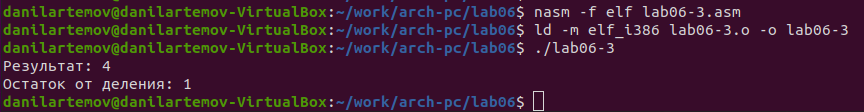 danilartemov@danilartemov-VirtualBox:~/work/arch-pc/lab06$ nasm -f elf lab06-3.asm
danilartemov@danilartemov-VirtualBox:~/work/arch-pc/lab06$ ld -m elf_i386 lab06-3.o -o lab06-3
danilartemov@danilartemov-VirtualBox:~/work/arch-pc/lab06$ ./lab06-3
Результат: 4
Остаток от деления: 1
danilartemov@danilartemov-VirtualBox:~/work/arch-pc/lab06$